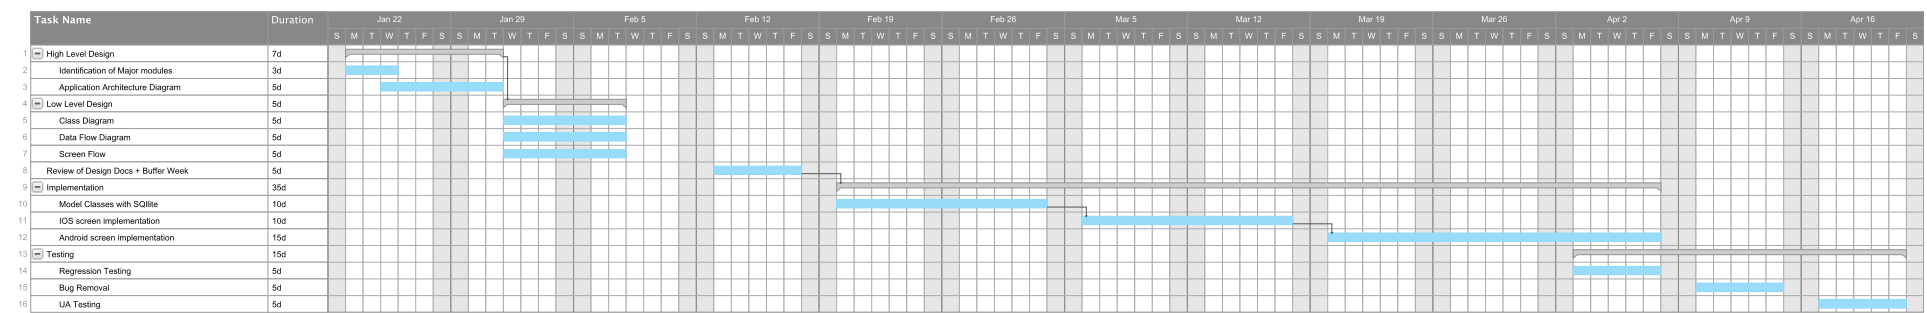 Task Name Duration Jan 22 Jan 29 Feb 5 Feb 12 Feb 19 Feb 26 Mar 5 Mar 12 Mar 19 Mar 26 Apr 2 Apr 9 Apr 16
S M T W T F S S M T W T F S S M T W T F S S M T W T F S S M T W T F S S M T W T F S S M T W T F S S M T W T F S S M T W T F S S M T W T F S S M T W T F S S M T W T F S S M T W T F S
1 High Level Design 7d
2 Identification of Major modules 3d
3 Application Architecture Diagram 5d
4 Low Level Design 5d
5 Class Diagram 5d
6 Data Flow Diagram 5d
7 Screen Flow 5d
8 Review of Design Docs + Buffer Week 5d
9 Implementation 35d
10 Model Classes with SQllite 10d
11 IOS screen implementation 10d
12 Android screen implementation 15d
13 Testing 15d
14 Regression Testing 5d
15 Bug Removal 5d
16 UA Testing 5d